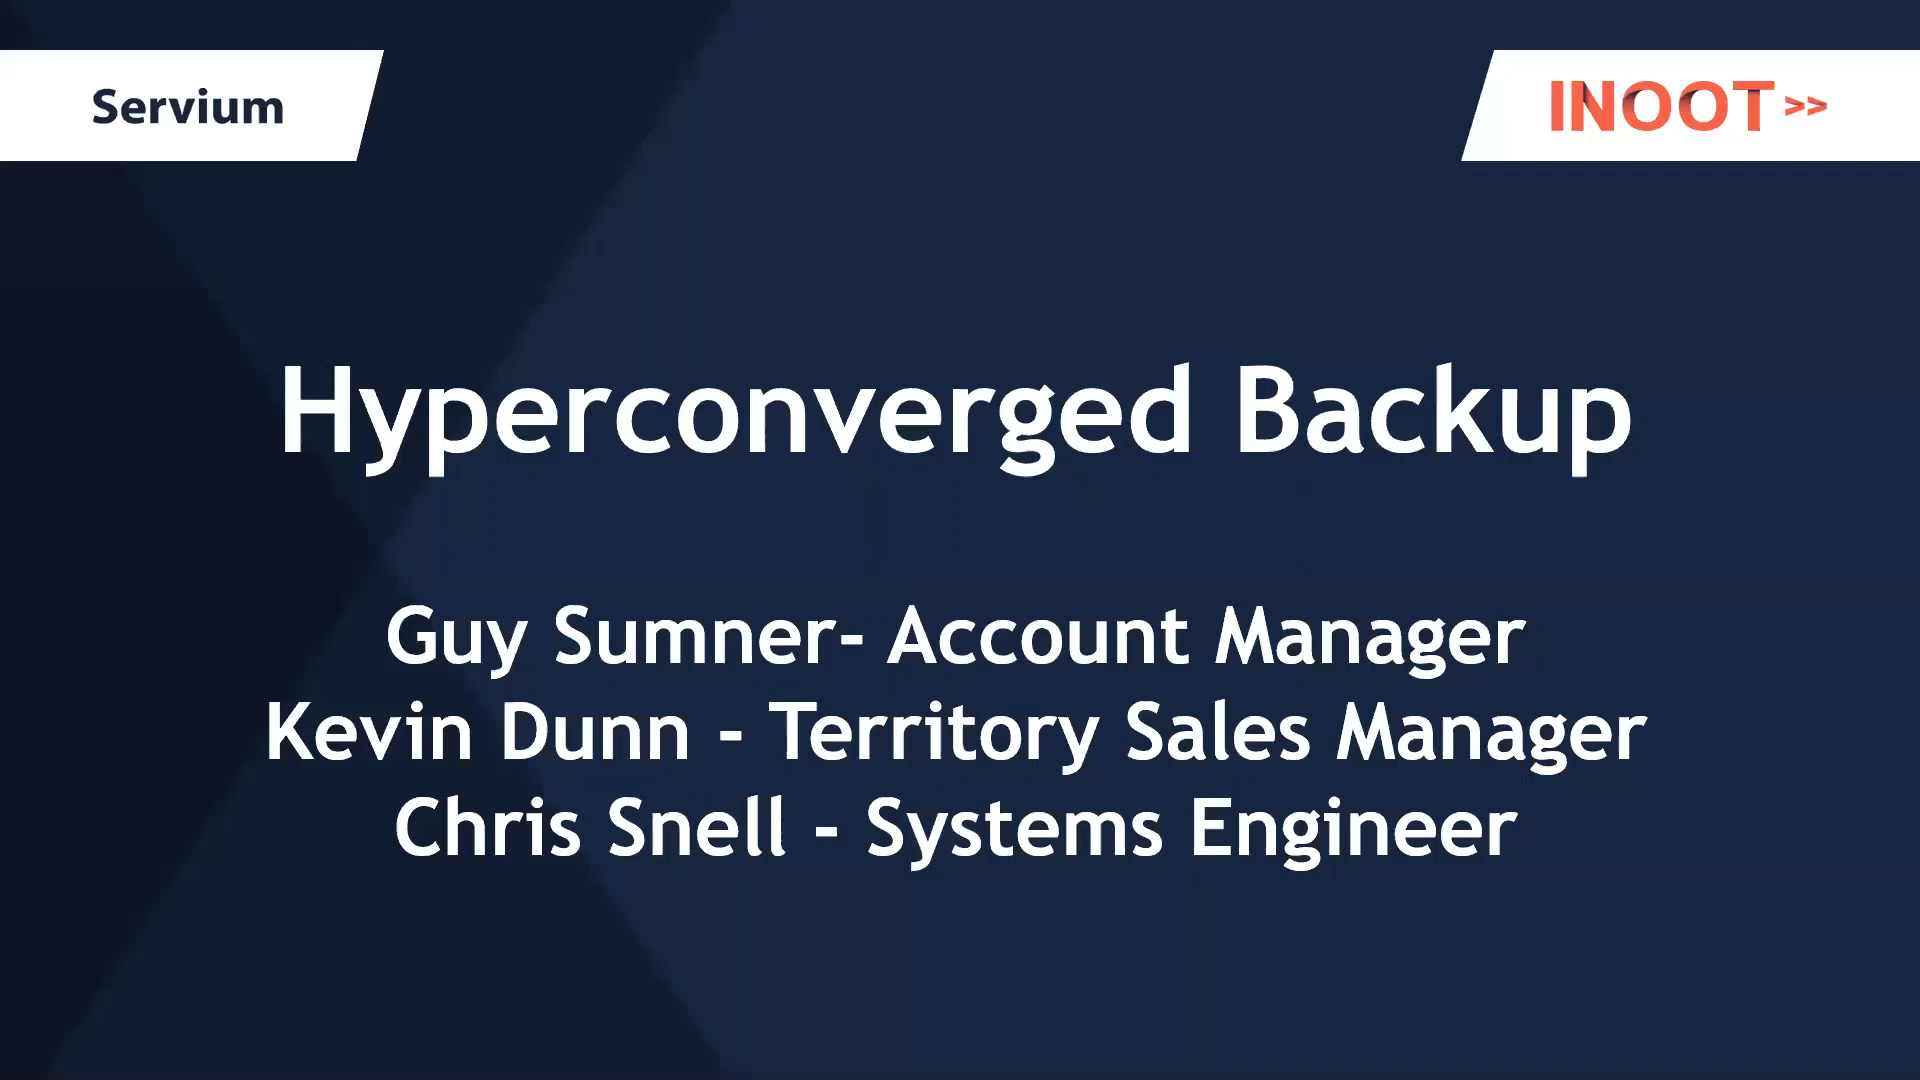 Servium
INOOT >>
Hyperconverged Backup
Guy Sumner- Account Manager
Kevin Dunn - Territory Sales Manager
Chris Snell - Systems Engineer